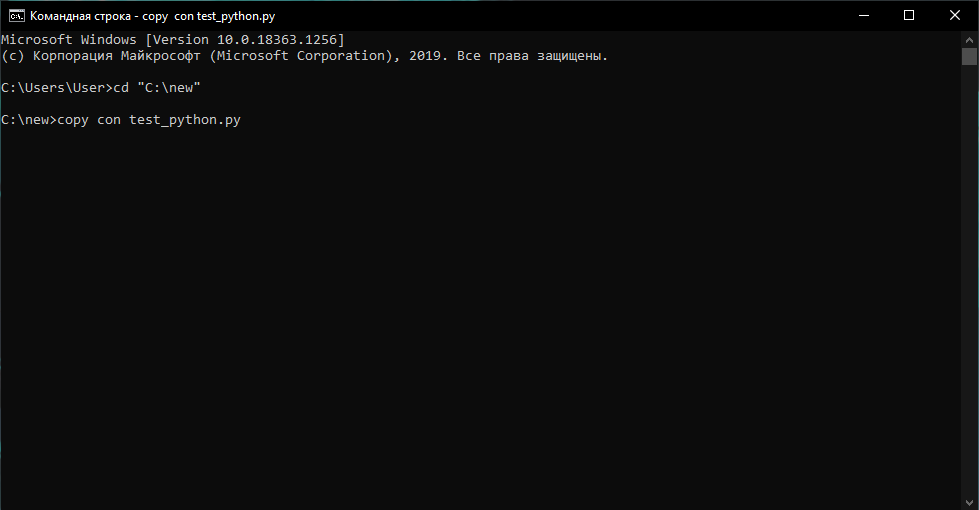 Командная строка - copy  con test_python.py
Microsoft Windows [Version 10.0.18363.1256]
(c) Корпорация Майкрософт (Microsoft Corporation), 2019. Все права защищены.
C:\Users\User>cd "C:\new"
C:\new>copy con test_python.py